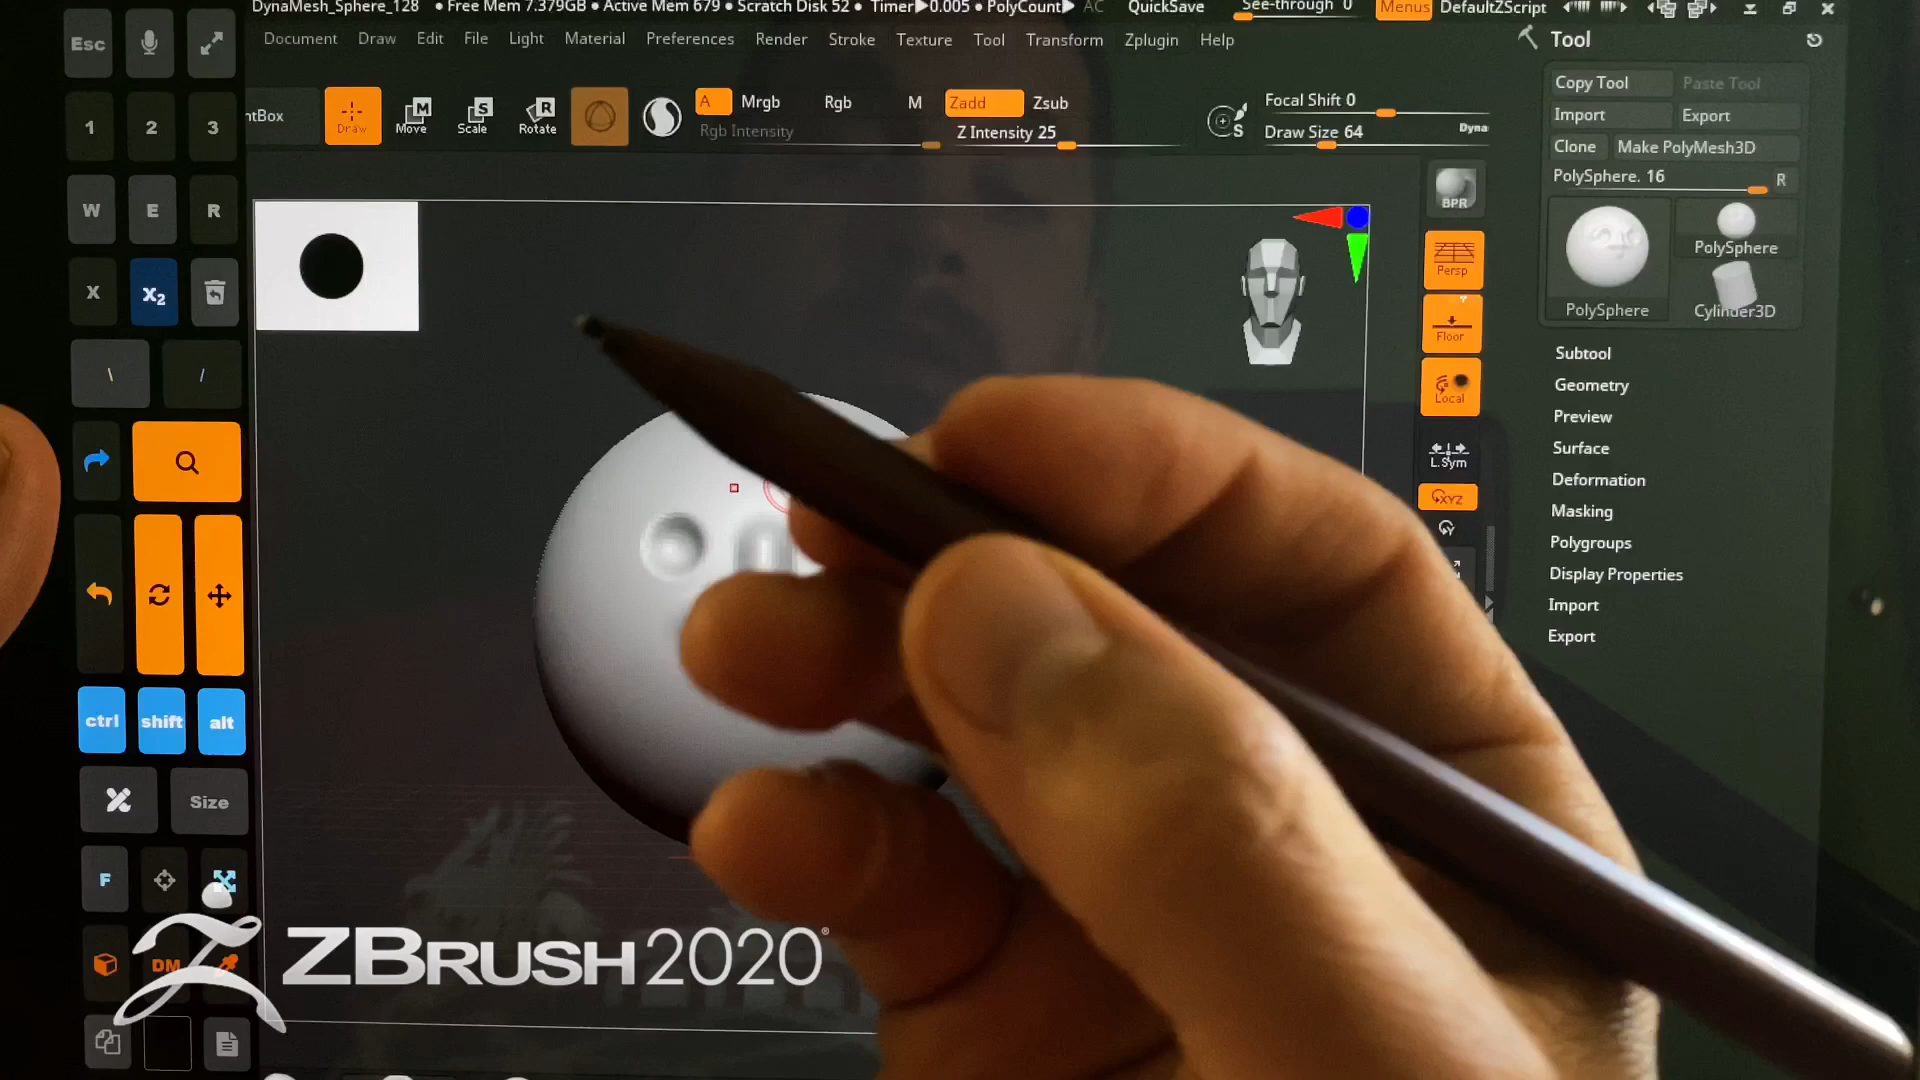 DynaMesh_Sphere_128 • Free Mem 7.379GB • Active Mem 679 • Scratch Disk 52 • Timer▶0.005 • PolyCount▶ AC QuickSave See-through 0 Menus DefaultZScript
Document Draw Edit File Light Material Preferences Render Stroke Texture Tool Transform Zplugin Help
ntBox Draw Move Scale Rotate
M S R
A Mrgb Rgb M Zadd Zsub
Rgb Intensity Z Intensity 25
S
Focal Shift 0
Draw Size 64
Dyna
Esc
1 2 3
W E R
X X2
\ /
ctrl shift alt
Size
F
DM
BPR
Persp
Floor
Local
L.Sym
XYZ
Y
Tool
Copy Tool Paste Tool
Import Export
Clone Make PolyMesh3D
PolySphere. 16 R
PolySphere
PolySphere Cylinder3D
Subtool
Geometry
Preview
Surface
Deformation
Masking
Polygroups
Display Properties
Import
Export
ZBRUSH 2020®